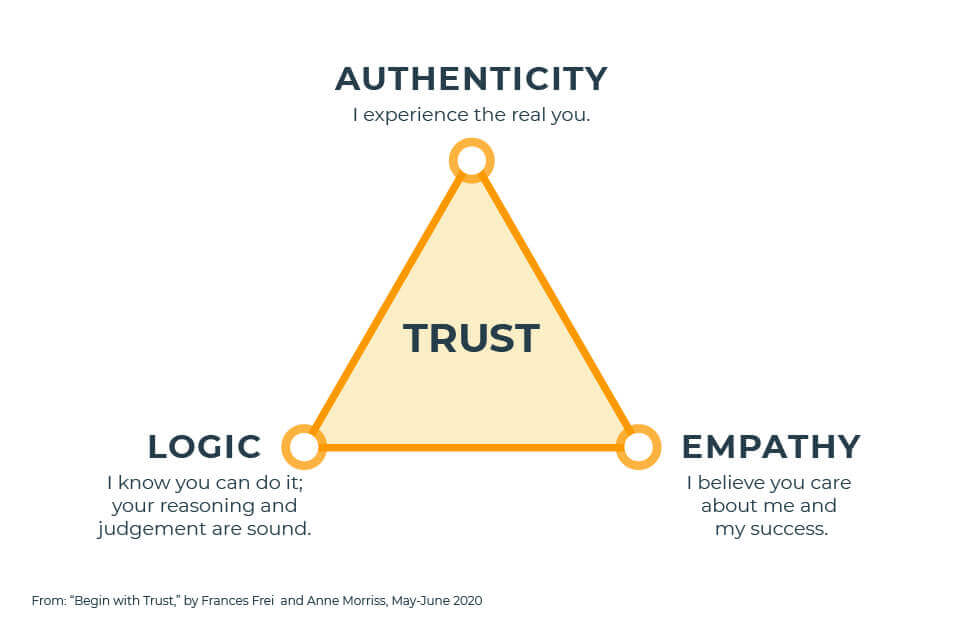 AUTHENTICITY
I experience the real you.
TRUST
LOGIC
I know you can do it;
your reasoning and
judgement are sound.
EMPATHY
I believe you care
about me and
my success.
From: “Begin with Trust,” by Frances Frei and Anne Morriss, May-June 2020